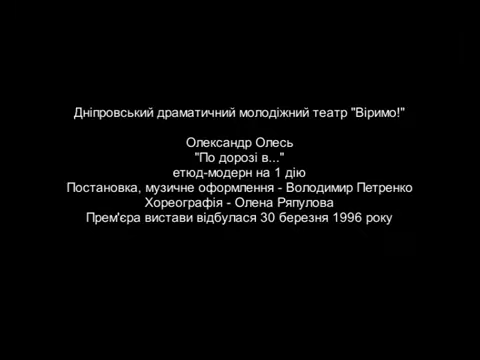 Дніпровський драматичний молодіжний театр "Віримо!"
Олександр Олесь
"По дорозі в..."
етюд-модерн на 1 дію
Постановка, музичне оформлення - Володимир Петренко
Хореографія - Олена Ряпулова
Прем'єра вистави відбулася 30 березня 1996 року